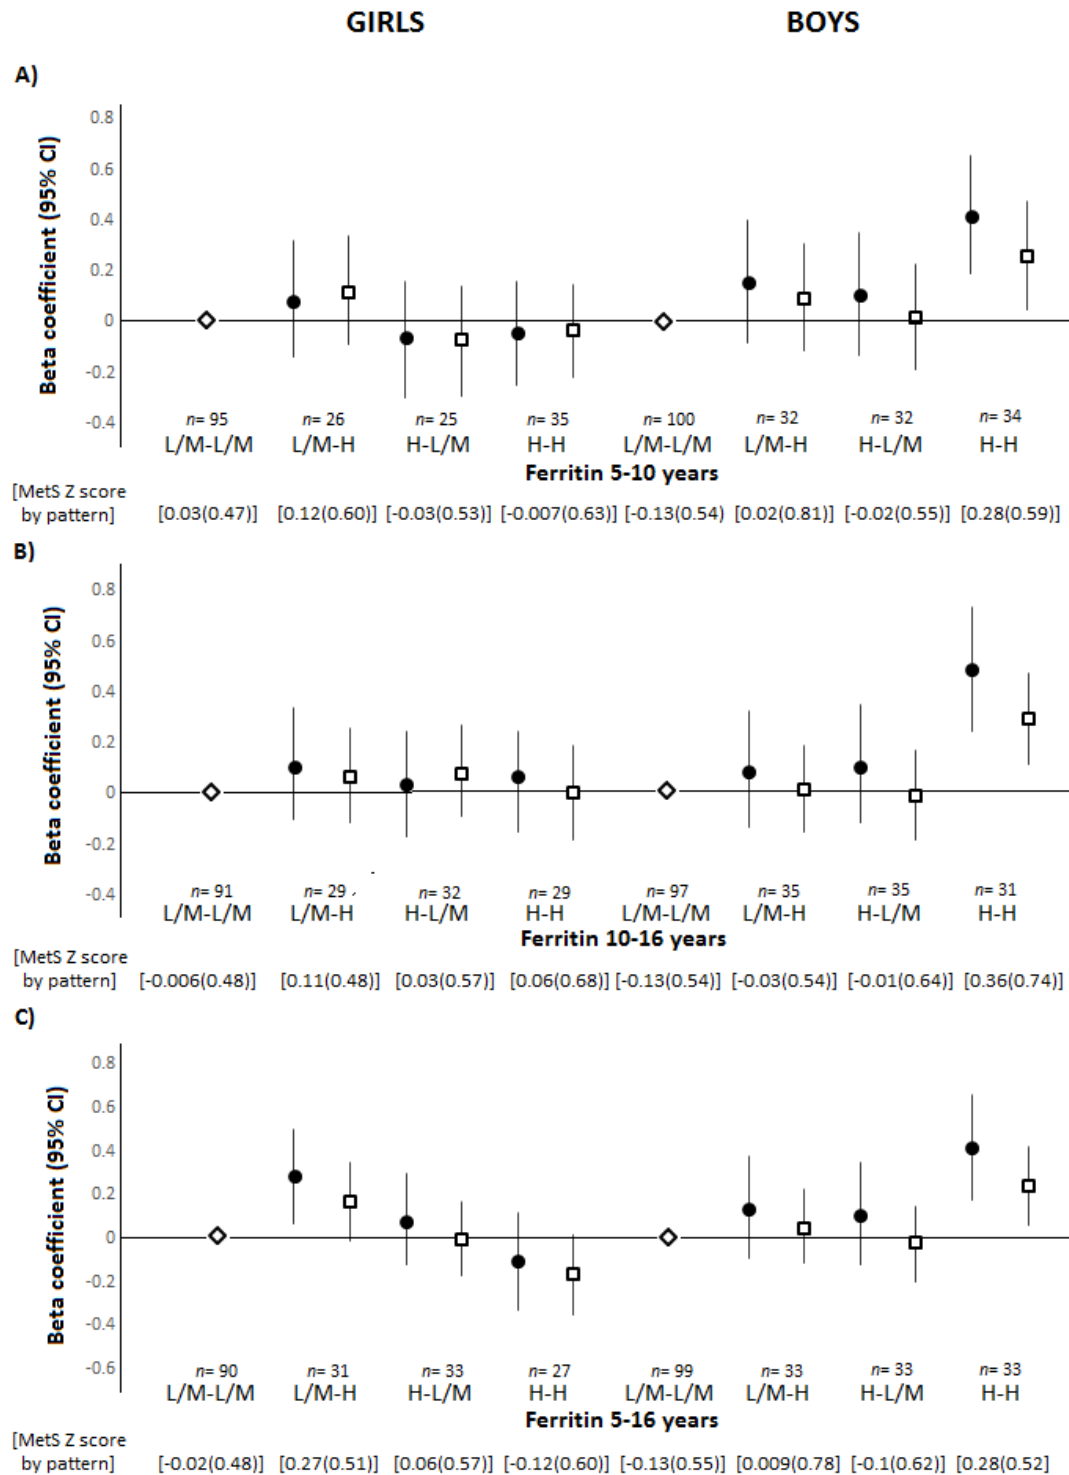 GIRLS BOYS
A)
Beta coefficient (95% CI)
0.8
0.6
0.4
0.2
0
-0.2
-0.4
n= 95 n= 26 n= 25 n= 35 n= 100 n= 32 n= 32 n= 34
L/M-L/M L/M-H H-L/M H-H L/M-L/M L/M-H H-L/M H-H
Ferritin 5-10 years
[MetS Z score
by pattern] [0.03(0.47)] [0.12(0.60)] [-0.03(0.53)] [-0.007(0.63)] [-0.13(0.54) [0.02(0.81)] [-0.02(0.55)] [0.28(0.59)]
B)
Beta coefficient (95% CI)
0.8
0.6
0.4
0.2
0
-0.2
-0.4
n= 91 n= 29 n= 32 n= 29 n= 97 n= 35 n= 35 n= 31
L/M-L/M L/M-H H-L/M H-H L/M-L/M L/M-H H-L/M H-H
Ferritin 10-16 years
[MetS Z score
by pattern] [-0.006(0.48)] [0.11(0.48)] [0.03(0.57)] [0.06(0.68)] [-0.13(0.54)] [-0.03(0.54)] [-0.01(0.64)] [0.36(0.74)]
C)
Beta coefficient (95% CI)
0.8
0.6
0.4
0.2
0
-0.2
-0.4
-0.6
n= 90 n= 31 n= 33 n= 27 n= 99 n= 33 n= 33 n= 33
L/M-L/M L/M-H H-L/M H-H L/M-L/M L/M-H H-L/M H-H
Ferritin 5-16 years
[MetS Z score
by pattern] [-0.02(0.48)] [0.27(0.51)] [0.06(0.57)] [-0.12(0.60)] [-0.13(0.55)] [0.009(0.78] [-0.1(0.62)] [0.28(0.52]